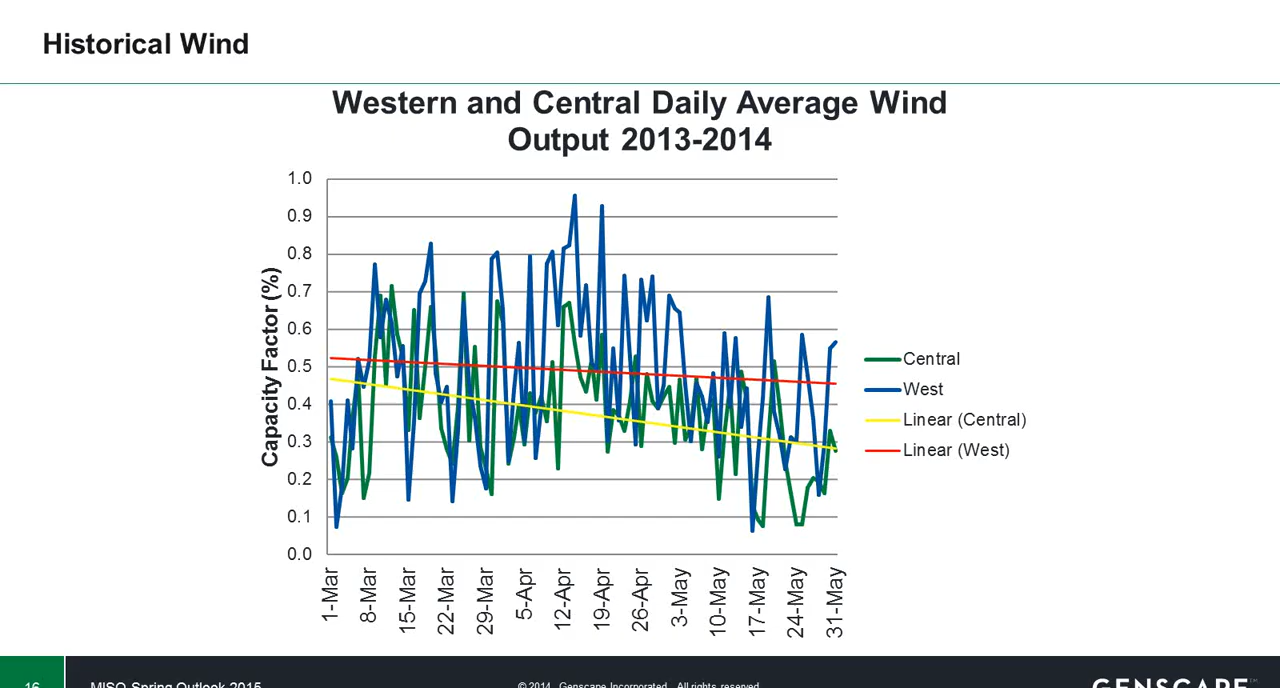 Historical Wind
Western and Central Daily Average Wind
Output 2013-2014
Capacity Factor (%)
1.0
0.9
0.8
0.7
0.6
0.5
0.4
0.3
0.2
0.1
0.0
1-Mar
8-Mar
15-Mar
22-Mar
29-Mar
5-Apr
12-Apr
19-Apr
26-Apr
3-May
10-May
17-May
24-May
31-May
Central
West
Linear (Central)
Linear (West)
16
MISO Spring Outlook 2015
© 2014 Genscape Incorporated. All rights reserved
GENSCAPE™